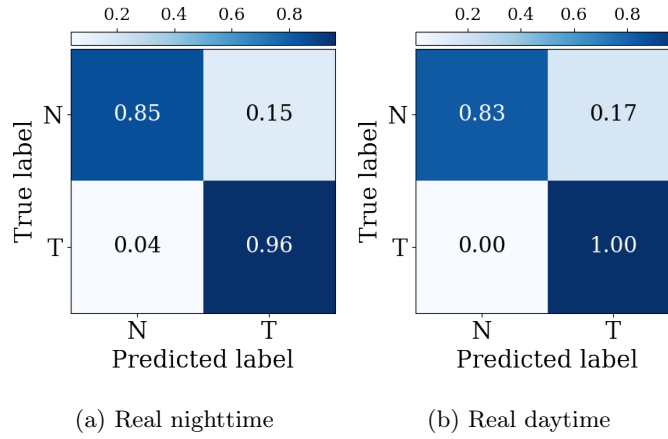 0.2 0.4 0.6 0.8
True label
N
0.85 0.15
T
0.04 0.96
N T
Predicted label
(a) Real nighttime
0.2 0.4 0.6 0.8
True label
N
0.83 0.17
T
0.00 1.00
N T
Predicted label
(b) Real daytime